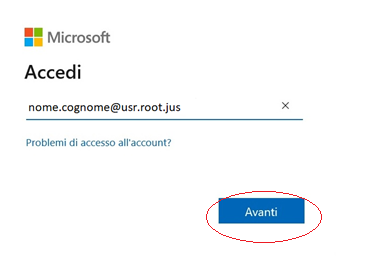 Microsoft
Accedi
nome.cognome@usr.root.jus
Problemi di accesso all'account?
Avanti